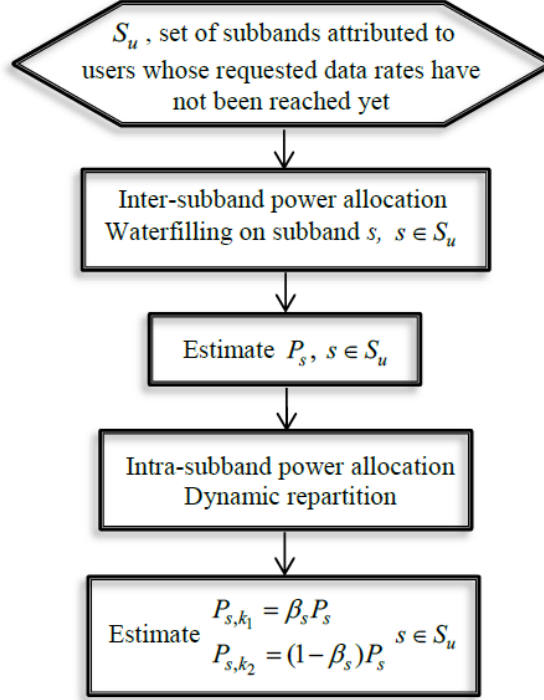 S_u , set of subbands attributed to
users whose requested data rates have
not been reached yet
Inter-subband power allocation
Waterfilling on subband s, s ∈ S_u
Estimate P_s, s ∈ S_u
Intra-subband power allocation
Dynamic repartition
P_{s,k_1} = β_s P_s
Estimate s ∈ S_u
P_{s,k_2} = (1 − β_s)P_s